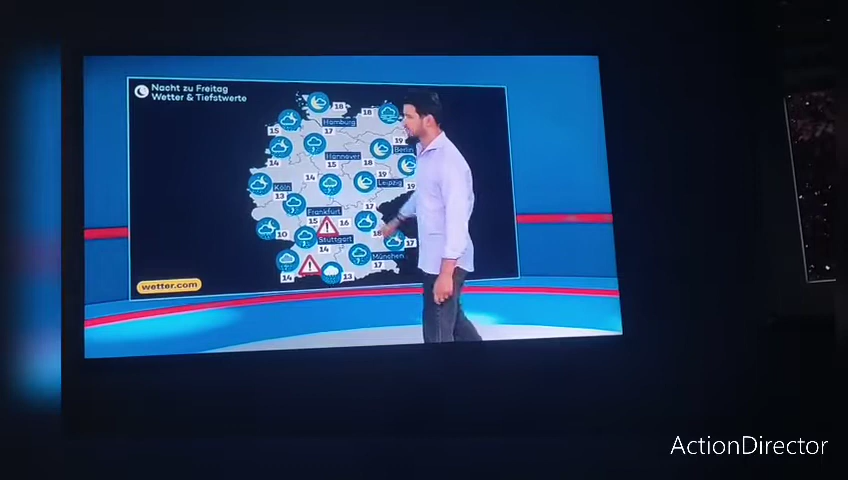 Nacht zu Freitag
Wetter & Tiefstwerte
18
18
Hamburg
15
17
19
Hannover
Berlin
14
15
18
14
19
Köln
Leipzig
19
13
17
Frankfurt
15
16
10
18
Stuttgart
17
14
München
17
14
13
wetter.com
ActionDirector